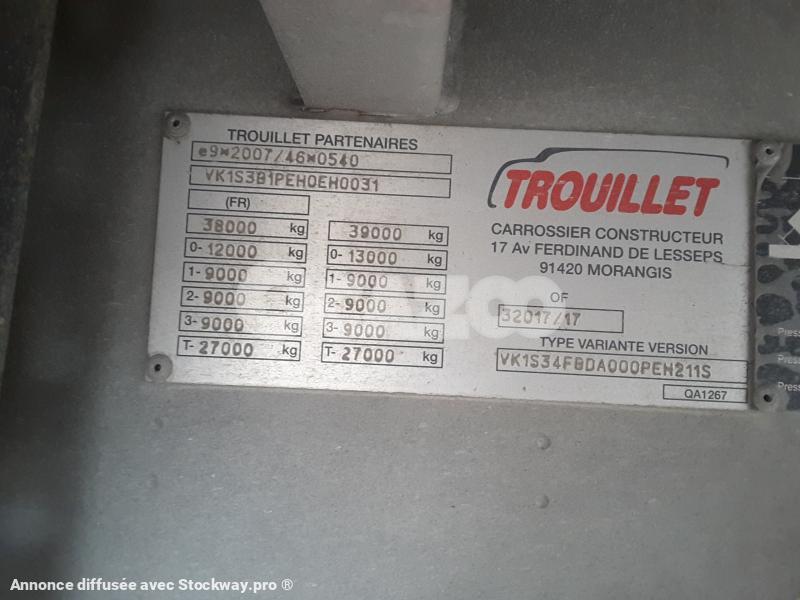 TROUILLET PARTENAIRES
e9*2007/46*0540
VK1S3B1PEH0EH0031
(FR)
38000 kg 39000 kg
0- 12000 kg 0- 13000 kg
1- 9000 kg 1- 9000 kg
2- 9000 kg 2- 9000 kg
3- 9000 kg 3- 9000 kg
T- 27000 kg T- 27000 kg
TROUILLET
CARROSSIER CONSTRUCTEUR
17 Av FERDINAND DE LESSEPS
91420 MORANGIS
OF
32017/17
TYPE VARIANTE VERSION
VK1S34FBDA000PEH211S
QA1267
Press
Press
Press
Annonce diffusée avec Stockway.pro ®